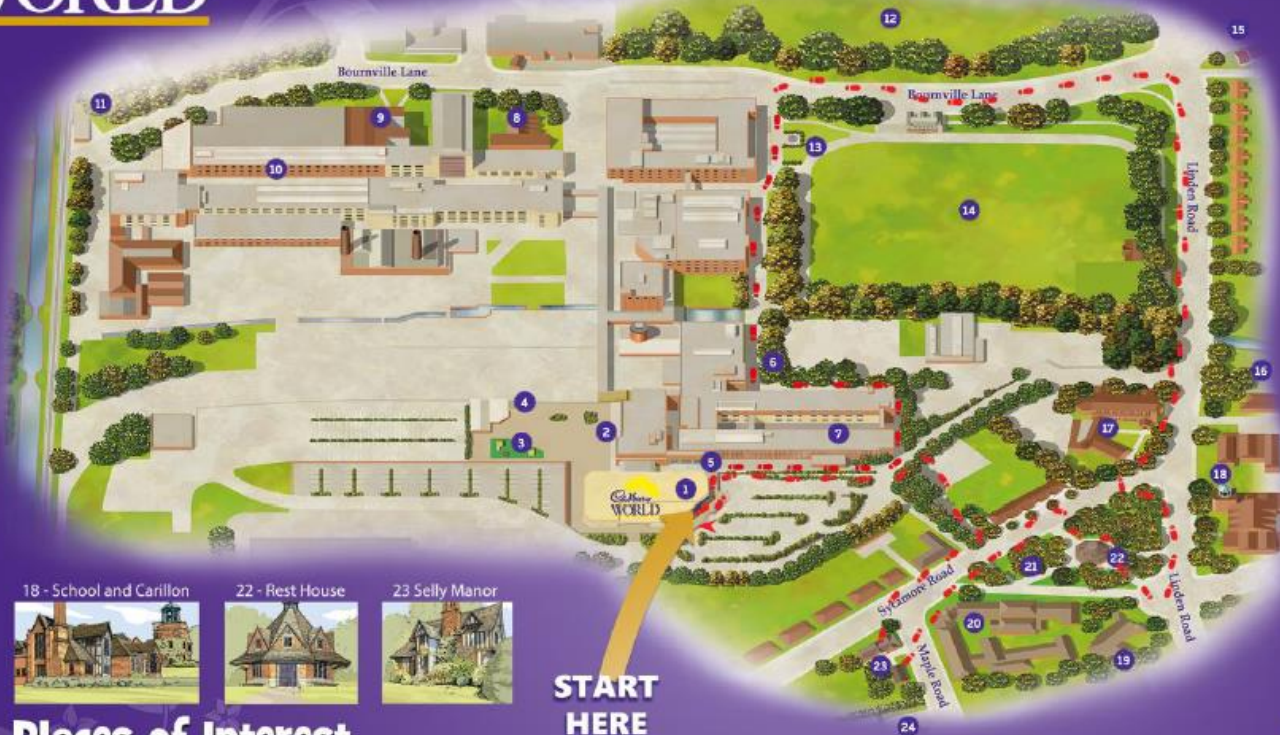 WORLD
12
15
Bournville Lane
Bournville Lane
11
9
8
13
10
Linden Road
14
6
16
4
17
2
7
3
5
18
1
Cadbury
WORLD
22
21
18 - School and Carillon
22 - Rest House
23 Selly Manor
Sycamore Road
Linden Road
20
19
23
Maple Road
START
HERE
24
Places of Interest